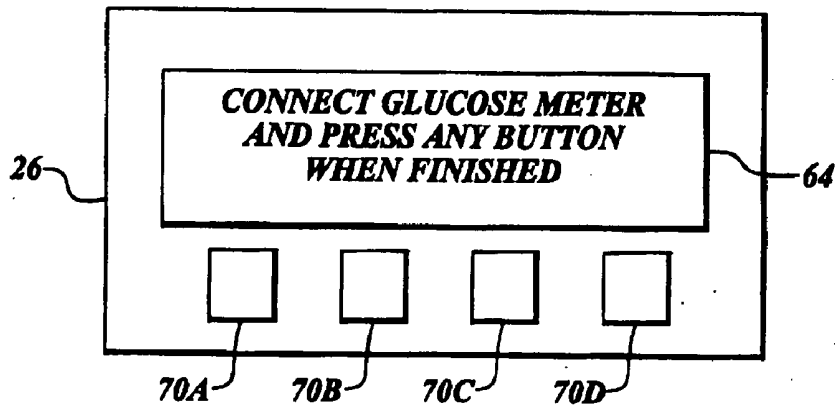 CONNECT GLUCOSE METER
AND PRESS ANY BUTTON
WHEN FINISHED
26
64
70A 70B 70C 70D